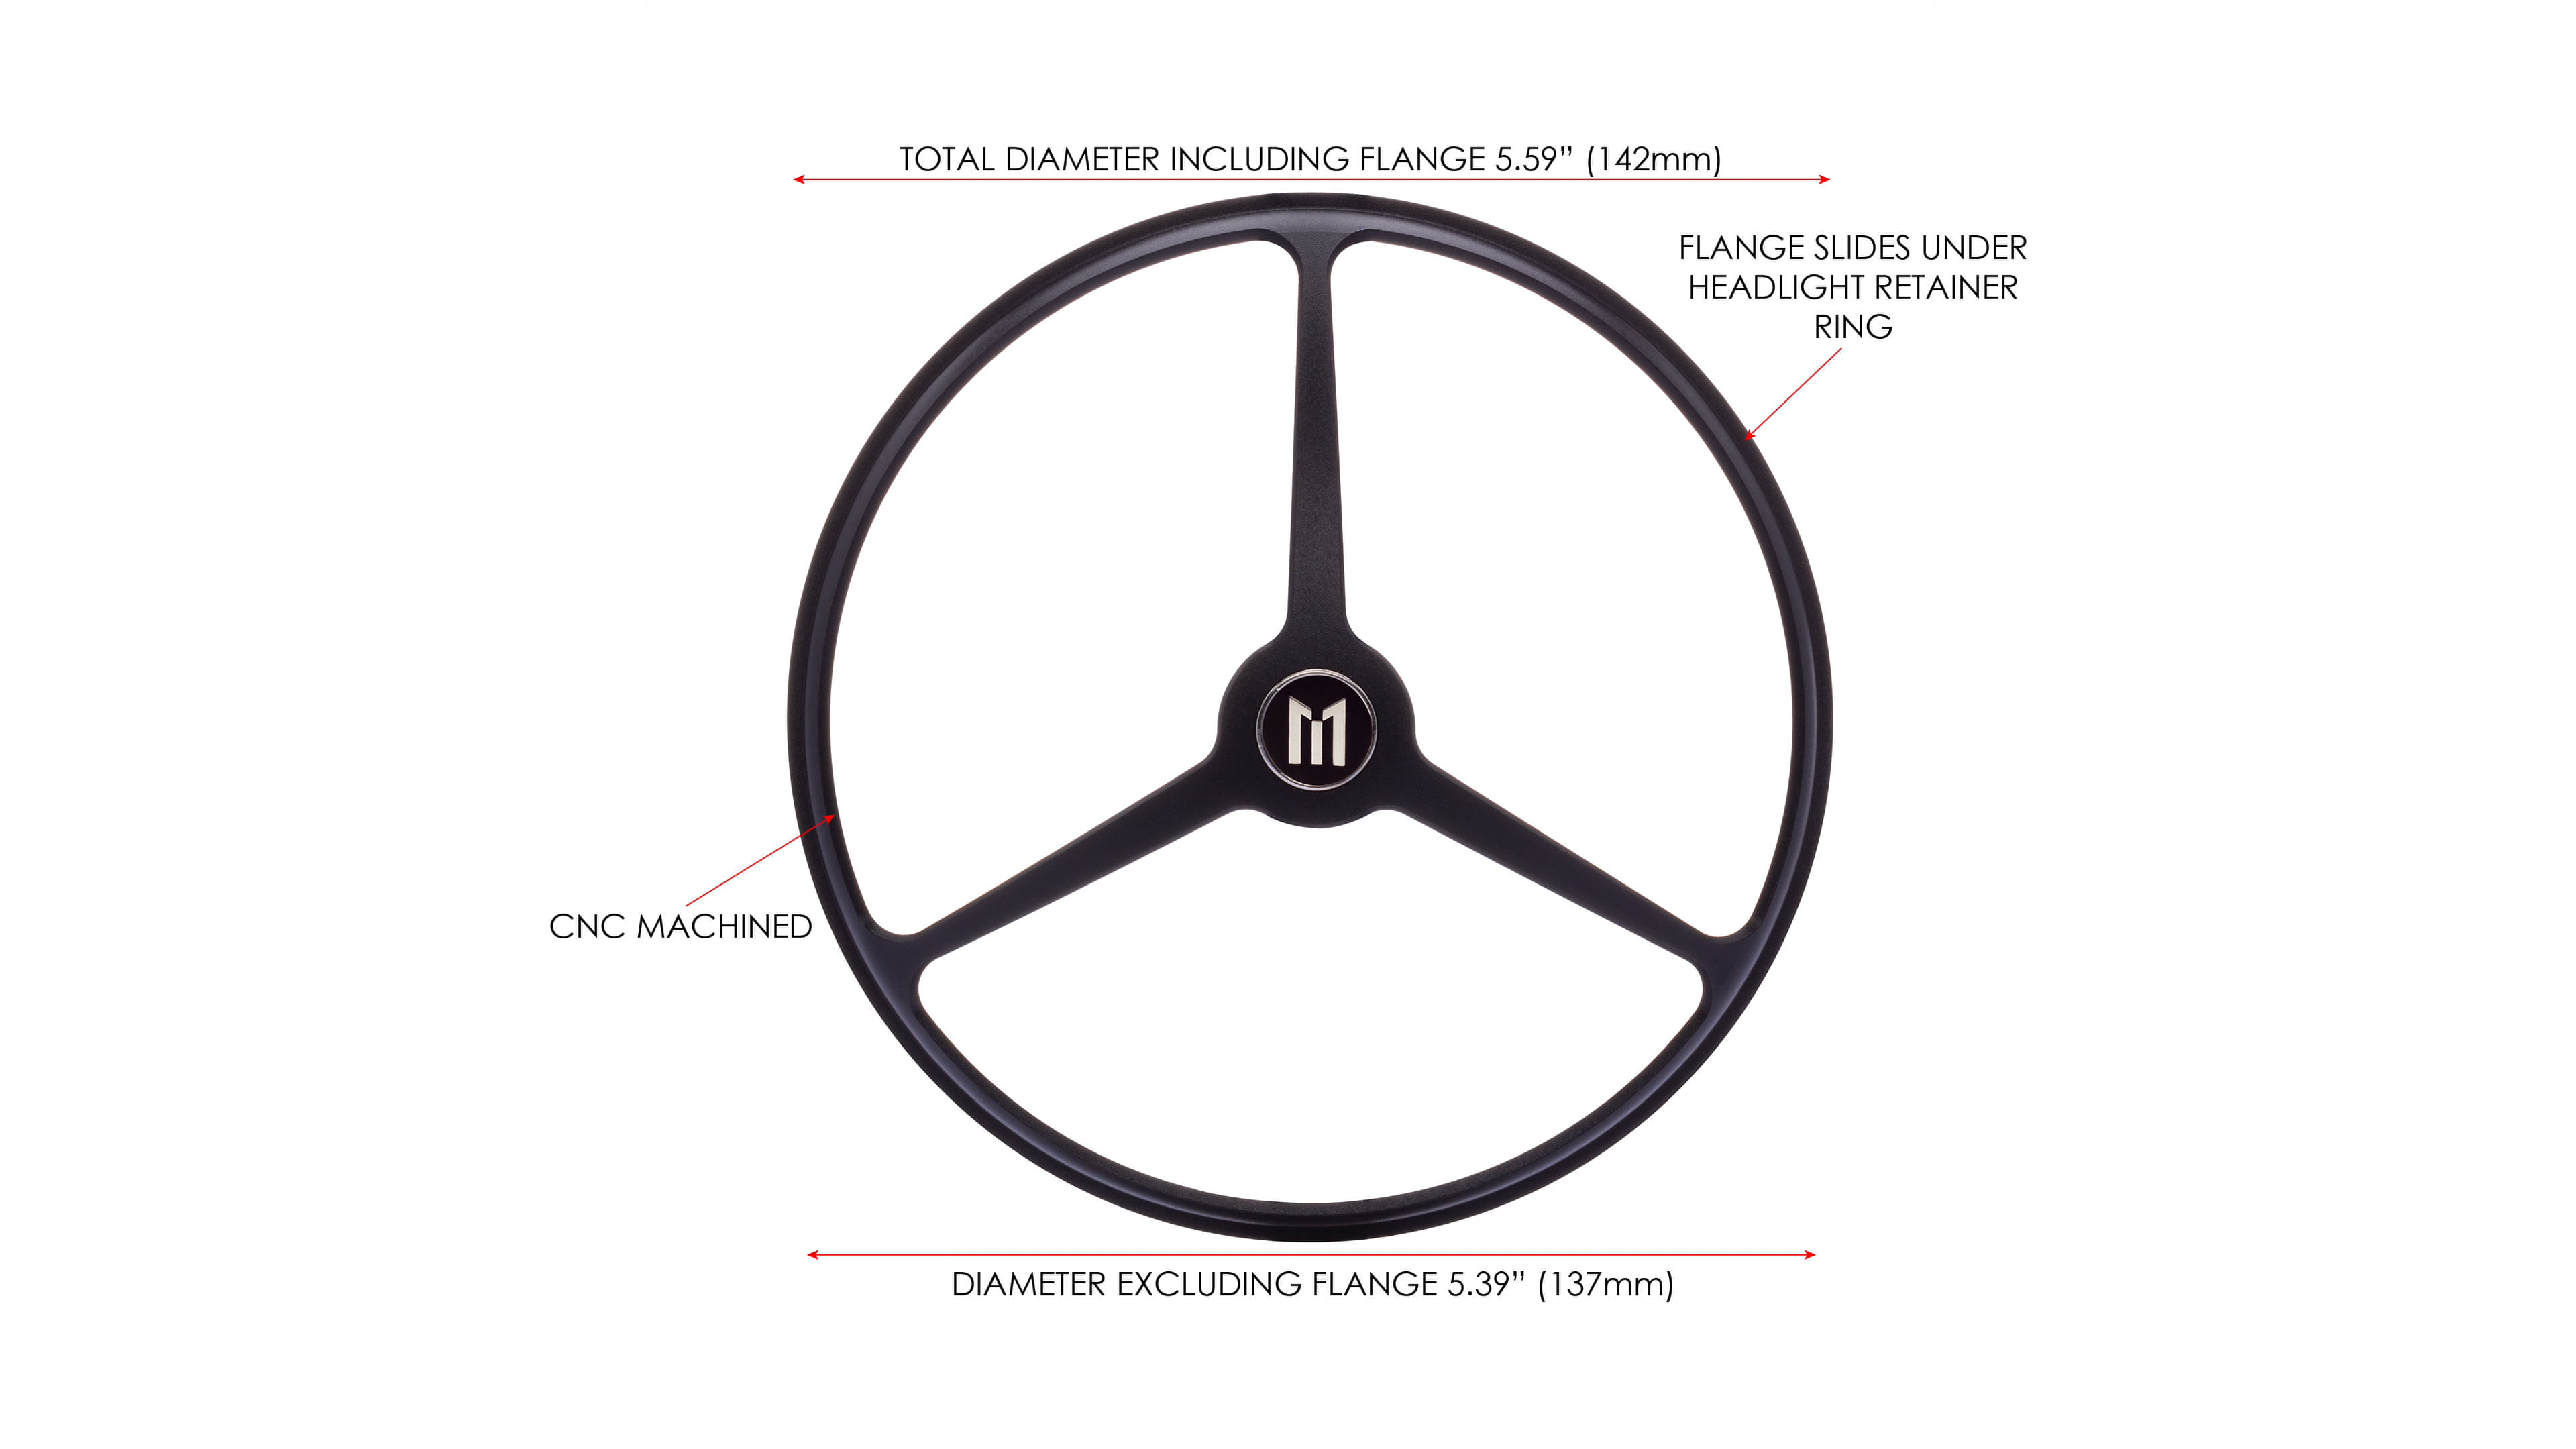 TOTAL DIAMETER INCLUDING FLANGE 5.59” (142mm)
FLANGE SLIDES UNDER
HEADLIGHT RETAINER
RING
M
CNC MACHINED
DIAMETER EXCLUDING FLANGE 5.39” (137mm)